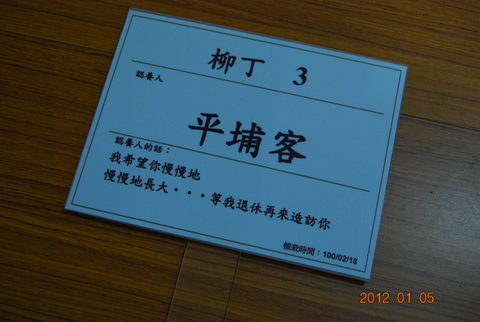 柳丁 3
認養人
平埔客
認養人的話：
我希望你慢慢地
慢慢地長大···等我退休再來造訪你
植栽時間：100/02/18
2012 01 05